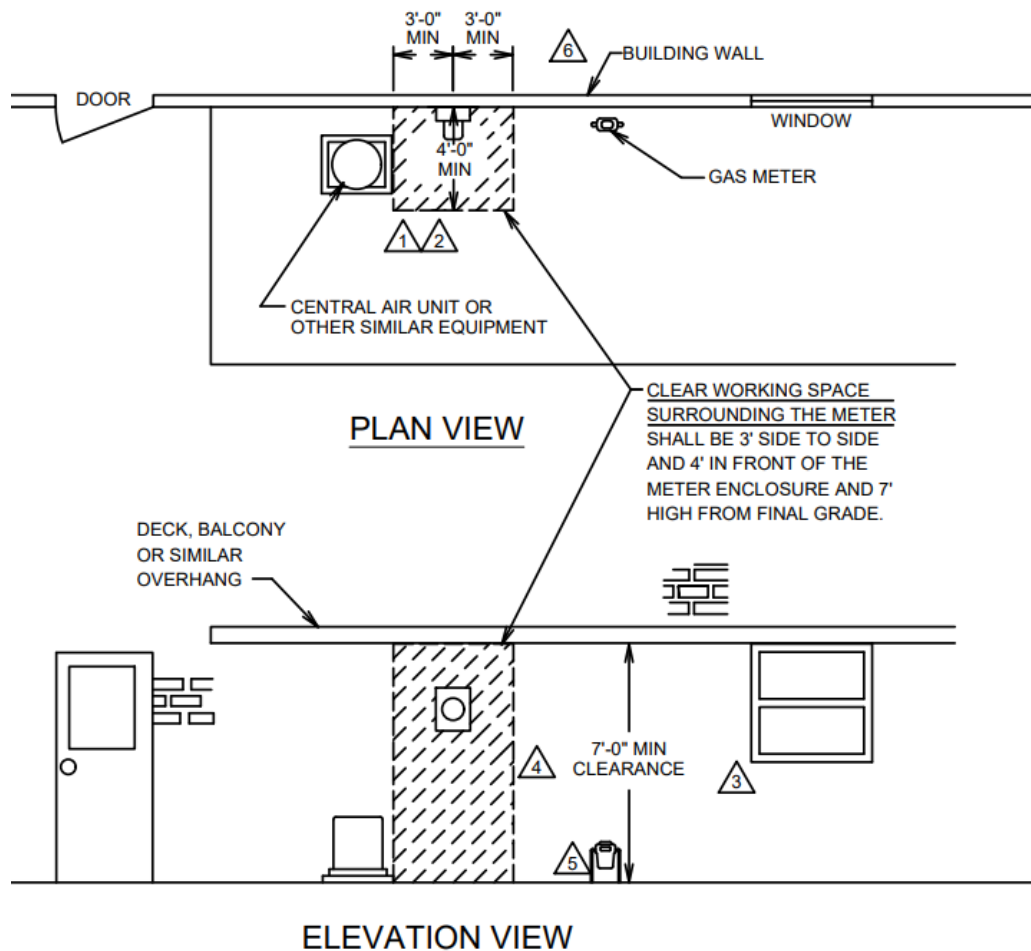 3'-0"
MIN
3'-0"
MIN
6
BUILDING WALL
DOOR
WINDOW
4'-0"
MIN
GAS METER
1
2
CENTRAL AIR UNIT OR
OTHER SIMILAR EQUIPMENT
CLEAR WORKING SPACE
SURROUNDING THE METER
SHALL BE 3' SIDE TO SIDE
AND 4' IN FRONT OF THE
METER ENCLOSURE AND 7'
HIGH FROM FINAL GRADE.
PLAN VIEW
DECK, BALCONY
OR SIMILAR
OVERHANG
7'-0" MIN
CLEARANCE
4
3
5
ELEVATION VIEW